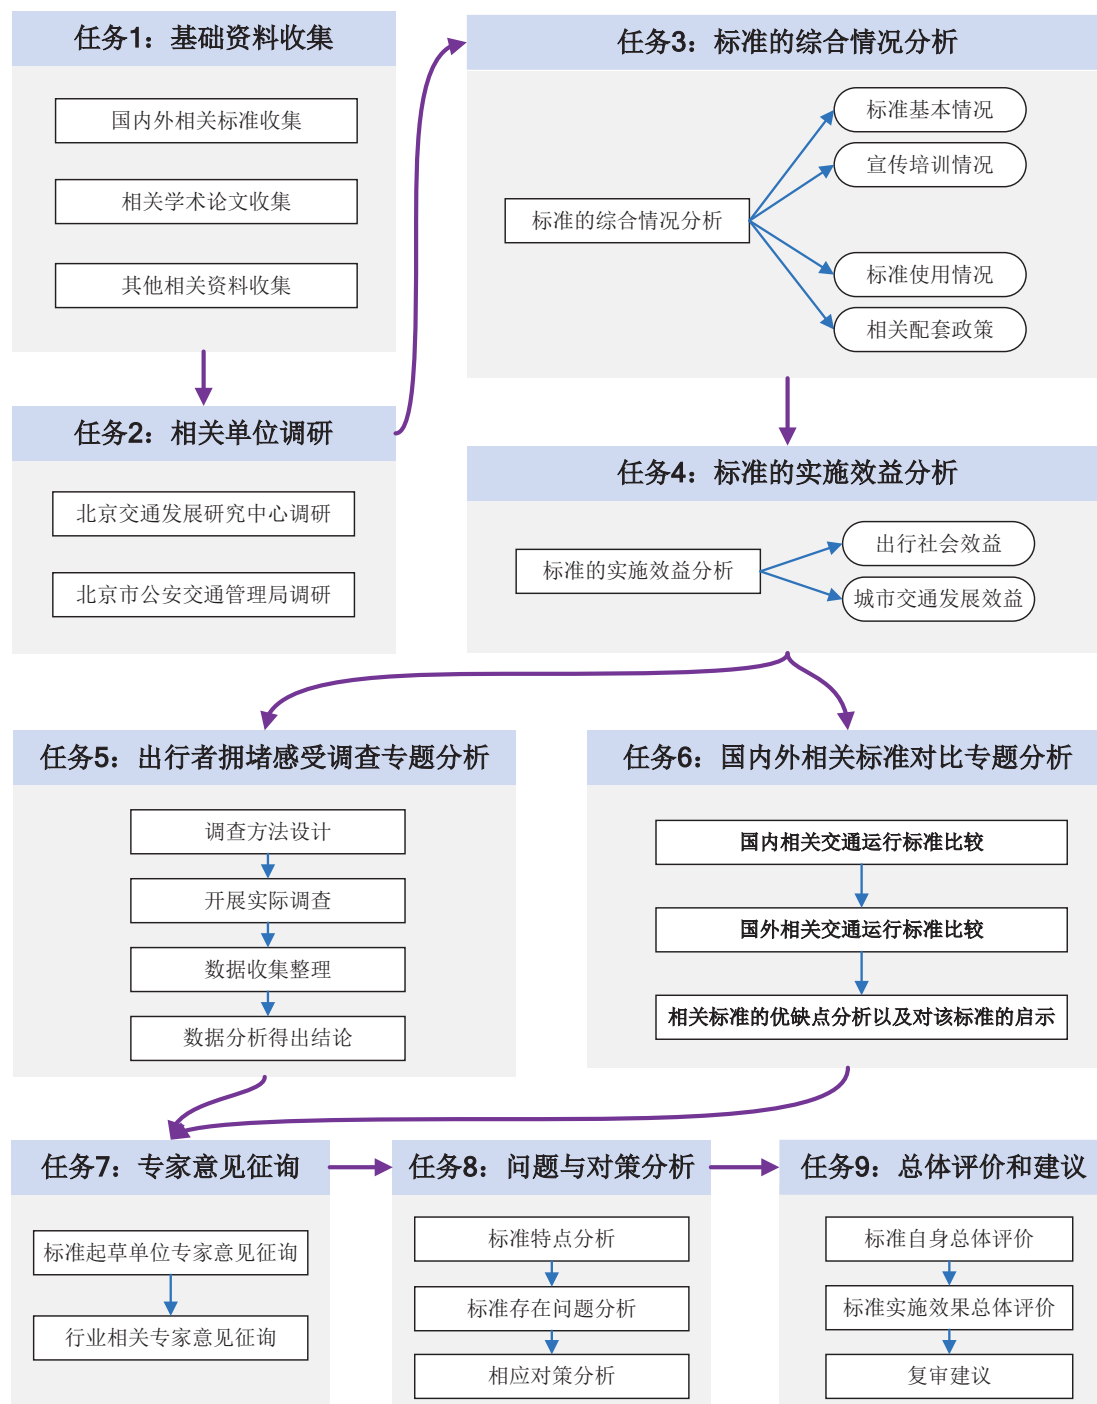 任务1：基础资料收集
国内外相关标准收集
相关学术论文收集
其他相关资料收集
任务2：相关单位调研
北京交通发展研究中心调研
北京市公安交通管理局调研
任务3：标准的综合情况分析
标准的综合情况分析
标准基本情况
宣传培训情况
标准使用情况
相关配套政策
任务4：标准的实施效益分析
标准的实施效益分析
出行社会效益
城市交通发展效益
任务5：出行者拥堵感受调查专题分析
调查方法设计
开展实际调查
数据收集整理
数据分析得出结论
任务6：国内外相关标准对比专题分析
国内相关交通运行标准比较
国外相关交通运行标准比较
相关标准的优缺点分析以及对该标准的启示
任务7：专家意见征询
标准起草单位专家意见征询
行业相关专家意见征询
任务8：问题与对策分析
标准特点分析
标准存在问题分析
相应对策分析
任务9：总体评价和建议
标准自身总体评价
标准实施效果总体评价
复审建议